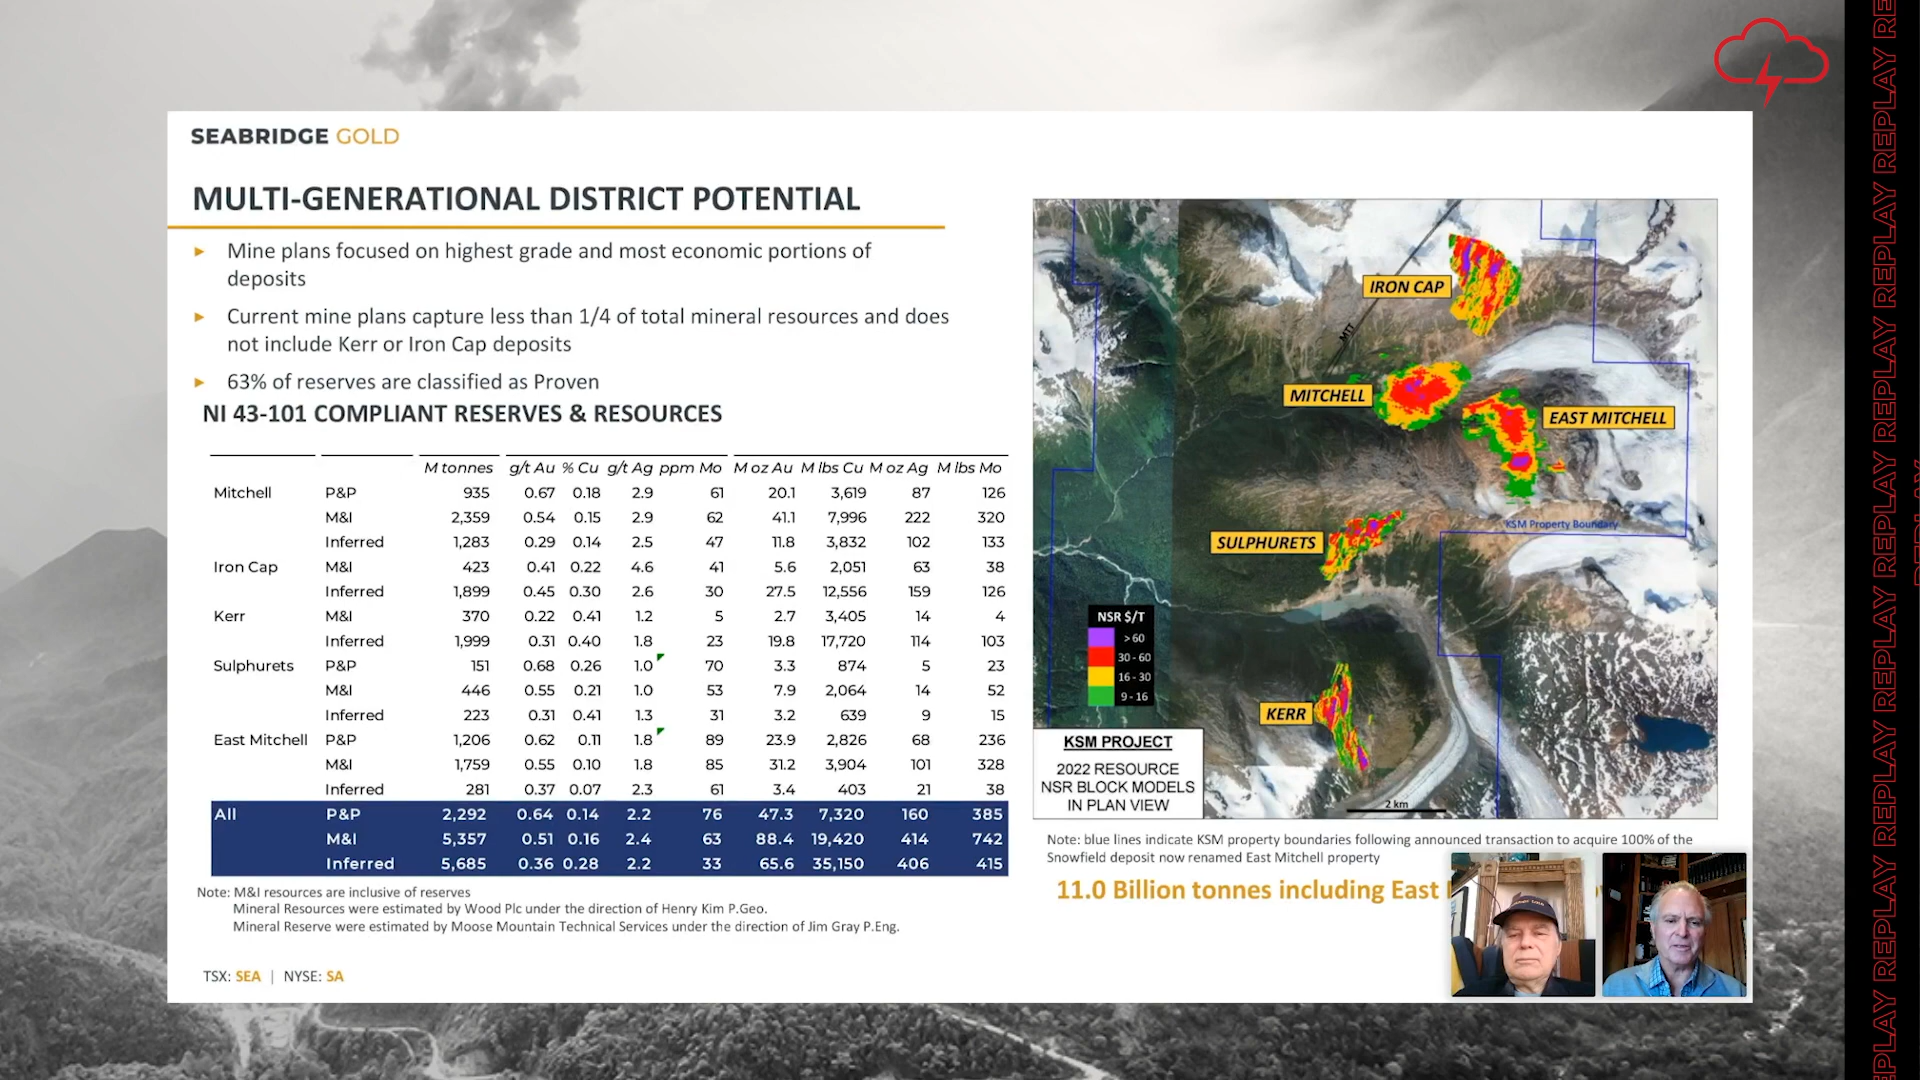 SEABRIDGE GOLD
MULTI-GENERATIONAL DISTRICT POTENTIAL
Mine plans focused on highest grade and most economic portions of
deposits
Current mine plans capture less than 1/4 of total mineral resources and does
not include Kerr or Iron Cap deposits
63% of reserves are classified as Proven
NI 43-101 COMPLIANT RESERVES & RESOURCES
M tonnes g/t Au % Cu g/t Ag ppm Mo M oz Au M lbs Cu M oz Ag M lbs Mo
Mitchell P&P 935 0.67 0.18 2.9 61 20.1 3,619 87 126
M&I 2,359 0.54 0.15 2.9 62 41.1 7,996 222 320
Inferred 1,283 0.29 0.14 2.5 47 11.8 3,832 102 133
Iron Cap M&I 423 0.41 0.22 4.6 41 5.6 2,051 63 38
Inferred 1,899 0.45 0.30 2.6 30 27.5 12,556 159 126
Kerr M&I 370 0.22 0.41 1.2 5 2.7 3,405 14 4
Inferred 1,999 0.31 0.40 1.8 23 19.8 17,720 114 103
Sulphurets P&P 151 0.68 0.26 1.0 70 3.3 874 5 23
M&I 446 0.55 0.21 1.0 53 7.9 2,064 14 52
Inferred 223 0.31 0.41 1.3 31 3.2 639 9 15
East Mitchell P&P 1,206 0.62 0.11 1.8 89 23.9 2,826 68 236
M&I 1,759 0.55 0.10 1.8 85 31.2 3,904 101 328
Inferred 281 0.37 0.07 2.3 61 3.4 403 21 38
All P&P 2,292 0.64 0.14 2.2 76 47.3 7,320 160 385
M&I 5,357 0.51 0.16 2.4 63 88.4 19,420 414 742
Inferred 5,685 0.36 0.28 2.2 33 65.6 35,150 406 415
Note: M&I resources are inclusive of reserves
Mineral Resources were estimated by Wood Plc under the direction of Henry Kim P.Geo.
Mineral Reserve were estimated by Moose Mountain Technical Services under the direction of Jim Gray P.Eng.
TSX: SEA | NYSE: SA
IRON CAP
MTT
MITCHELL
EAST MITCHELL
KSM Property Boundary
SULPHURETS
NSR $/T
>60
30 - 60
16 - 30
9 - 16
KERR
KSM PROJECT
2022 RESOURCE
NSR BLOCK MODELS
IN PLAN VIEW
2 km
Note: blue lines indicate KSM property boundaries following announced transaction to acquire 100% of the
Snowfield deposit now renamed East Mitchell property
11.0 Billion tonnes including East
REPLAY REPLAY REPLAY REPLAY REPLAY REPLAY REPLAY REPLAY REPLAY
REPLAY